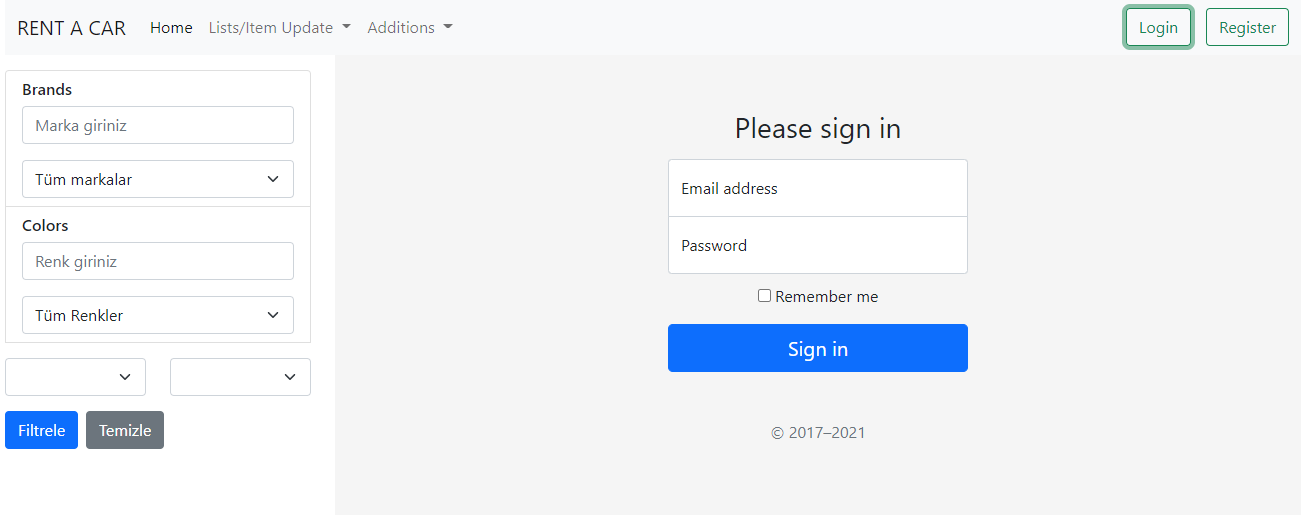 RENT A CAR Home Lists/Item Update Additions Login Register
Brands
Marka giriniz
Tüm markalar
Colors
Renk giriniz
Tüm Renkler
Filtrele Temizle
Please sign in
Email address
Password
Remember me
Sign in
© 2017–2021